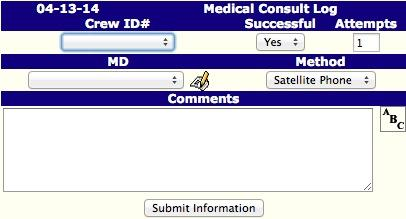 04-13-14 Medical Consult Log
Crew ID# Successful Attempts
Yes 1
MD Method
Satellite Phone
Comments
ABC
Submit Information